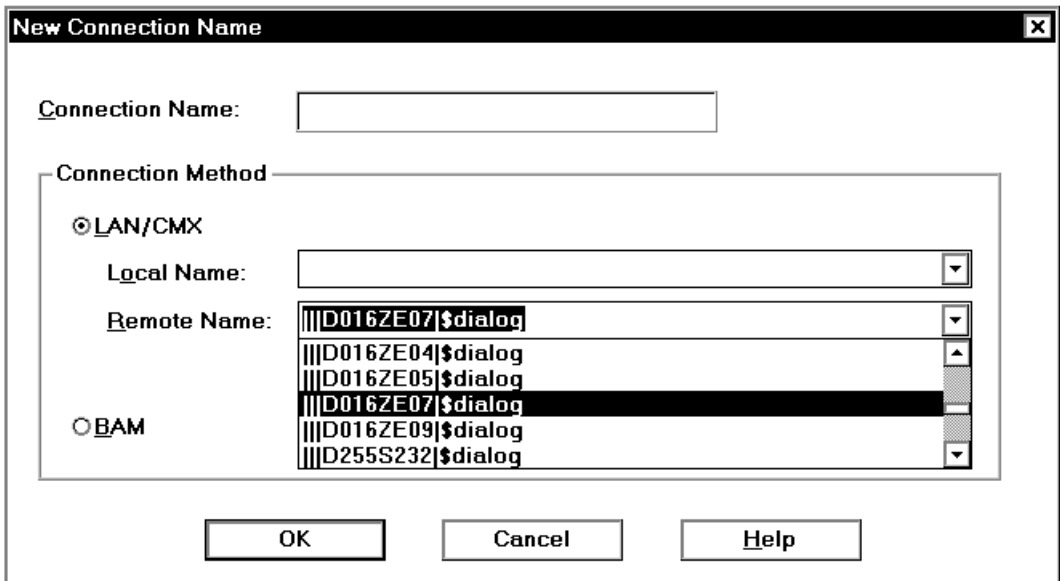 New Connection Name
Connection Name:
Connection Method
LAN/CMX
Local Name:
Remote Name: |||D016ZE07|$dialog
|||D016ZE04|$dialog
|||D016ZE05|$dialog
|||D016ZE07|$dialog
BAM
|||D016ZE09|$dialog
|||D255S232|$dialog
OK Cancel Help